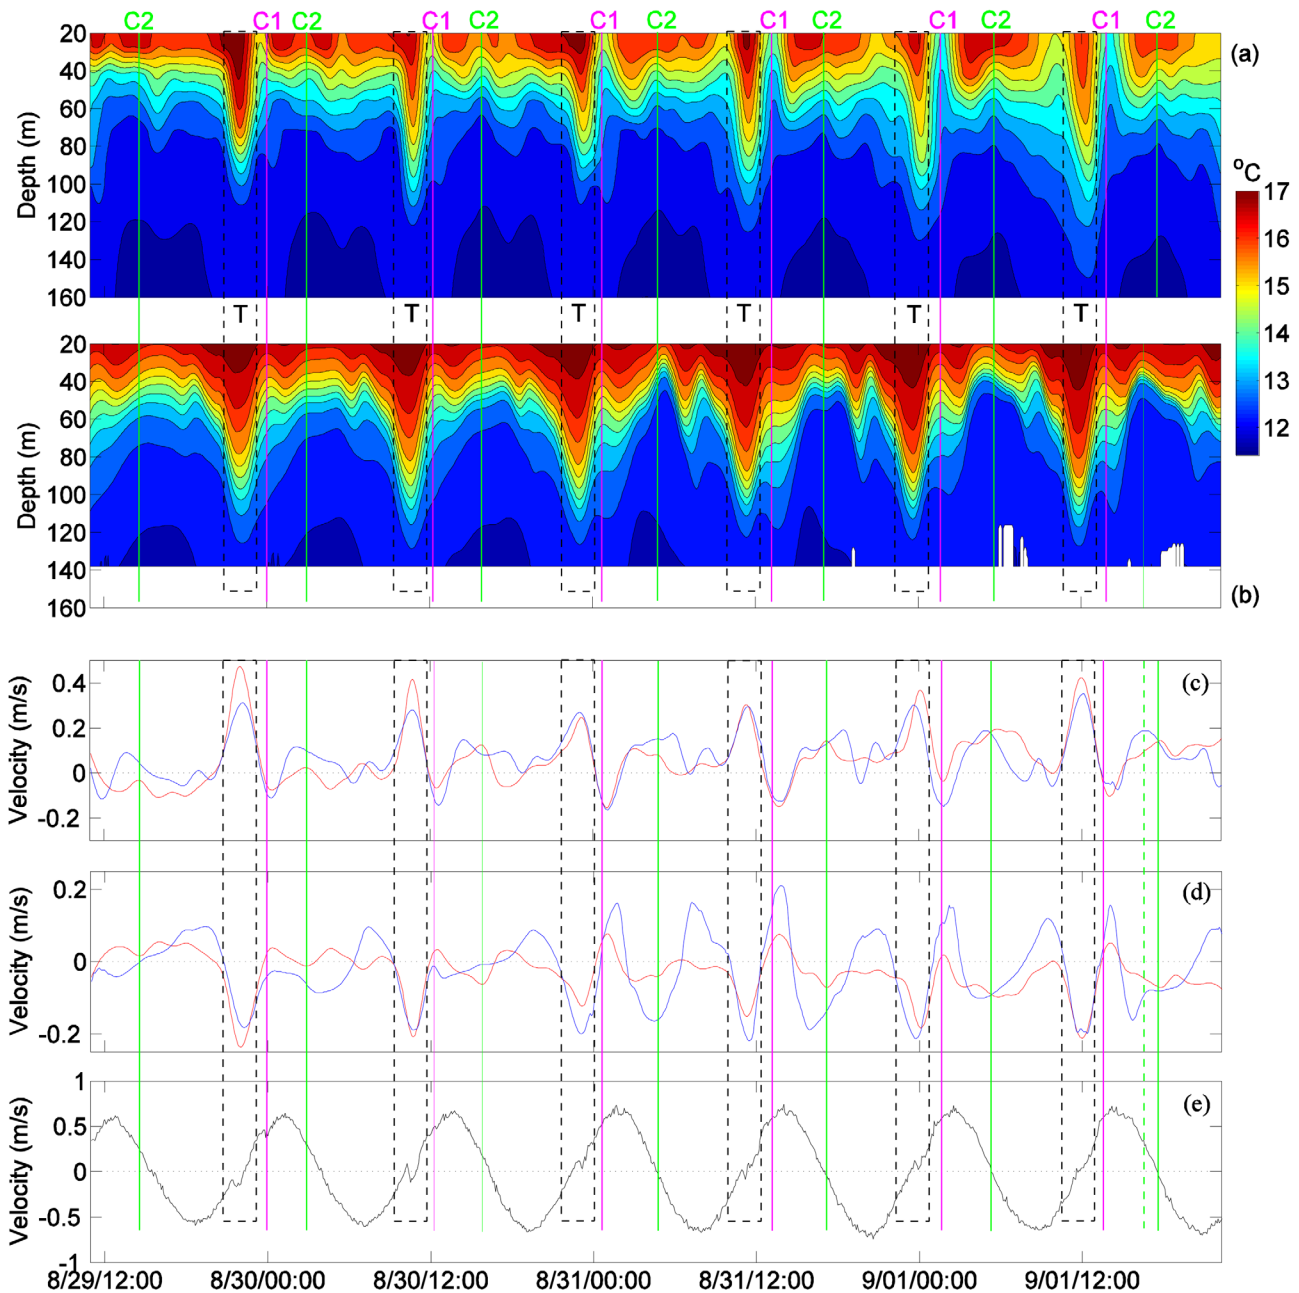 C2 C1 C2 C1 C2 C1 C2 C1 C2 C1 C2 C1 C2
20
40
60
80
100
120
140
160
Depth (m)
(a)
°C
17
16
15
14
13
12
T T T T T T
20
40
60
80
100
120
140
160
Depth (m)
(b)
0.4
0.2
0
-0.2
Velocity (m/s)
(c)
0.2
0
-0.2
Velocity (m/s)
(d)
1
0.5
0
-0.5
-1
Velocity (m/s)
(e)
8/29/12:00 8/30/00:00 8/30/12:00 8/31/00:00 8/31/12:00 9/01/00:00 9/01/12:00